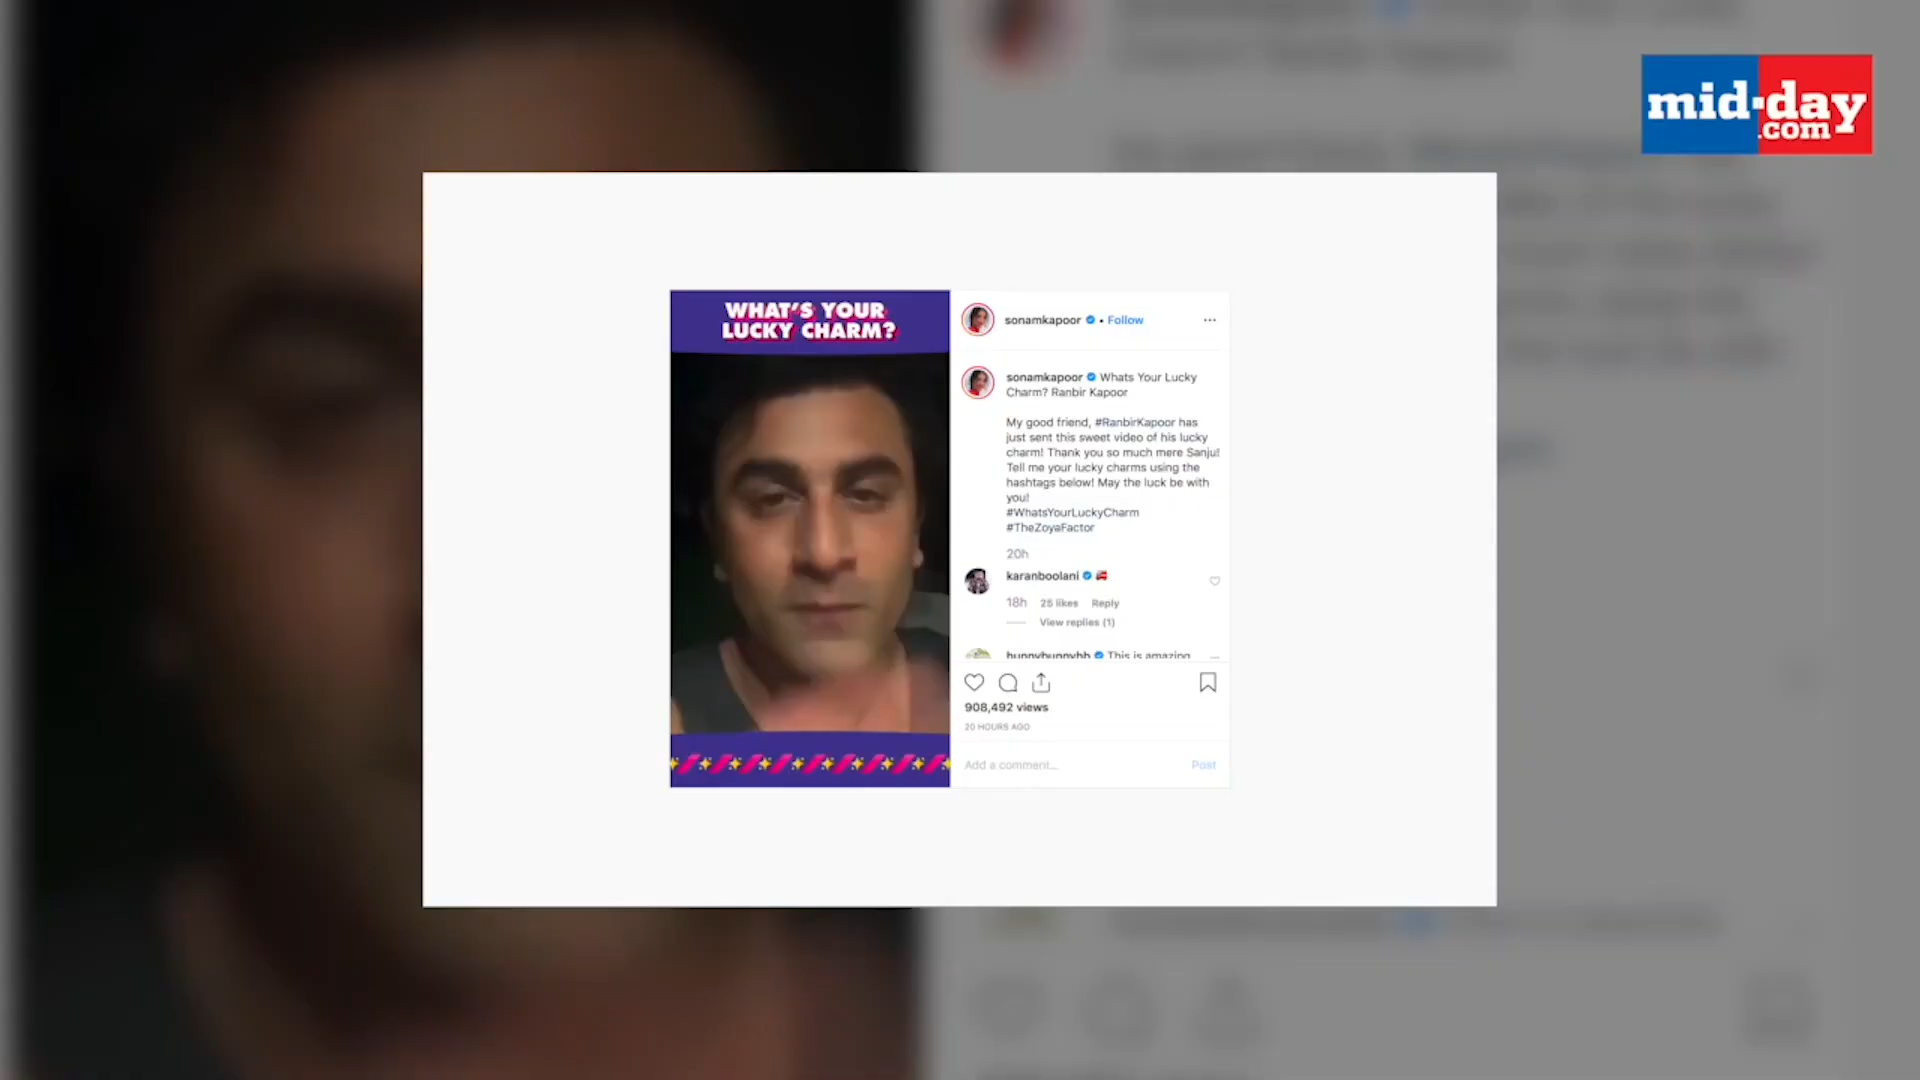 mid-day
.com
WHAT'S YOUR
LUCKY CHARM?
sonamkapoor • Follow
sonamkapoor Whats Your Lucky
Charm? Ranbir Kapoor
My good friend, #RanbirKapoor has
just sent this sweet video of his lucky
charm! Thank you so much mere Sanju!
Tell me your lucky charms using the
hashtags below! May the luck be with
you!
#WhatsYourLuckyCharm
#TheZoyaFactor
20h
karanboolani
18h 25 likes Reply
View replies (1)
hunnybunnyhh This is amazing
908,492 views
20 HOURS AGO
Add a comment... Post